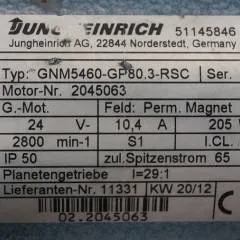 JUNGHEINRICH 51145846
Jungheinrich AG, 22844 Norderstedt, Germany
Typ: GNM5460-GP80.3-RSC Ser.
Motor-Nr. 2045063
G.-Mot. Feld: Perm. Magnet
24 V- 10,4 A 205
2800 min-1 S1 I.CL.
IP 50 zul.Spitzenstrom 65
Planetengetriebe I=29:1
Lieferanten-Nr. 11331 KW 20/12
02.2045063